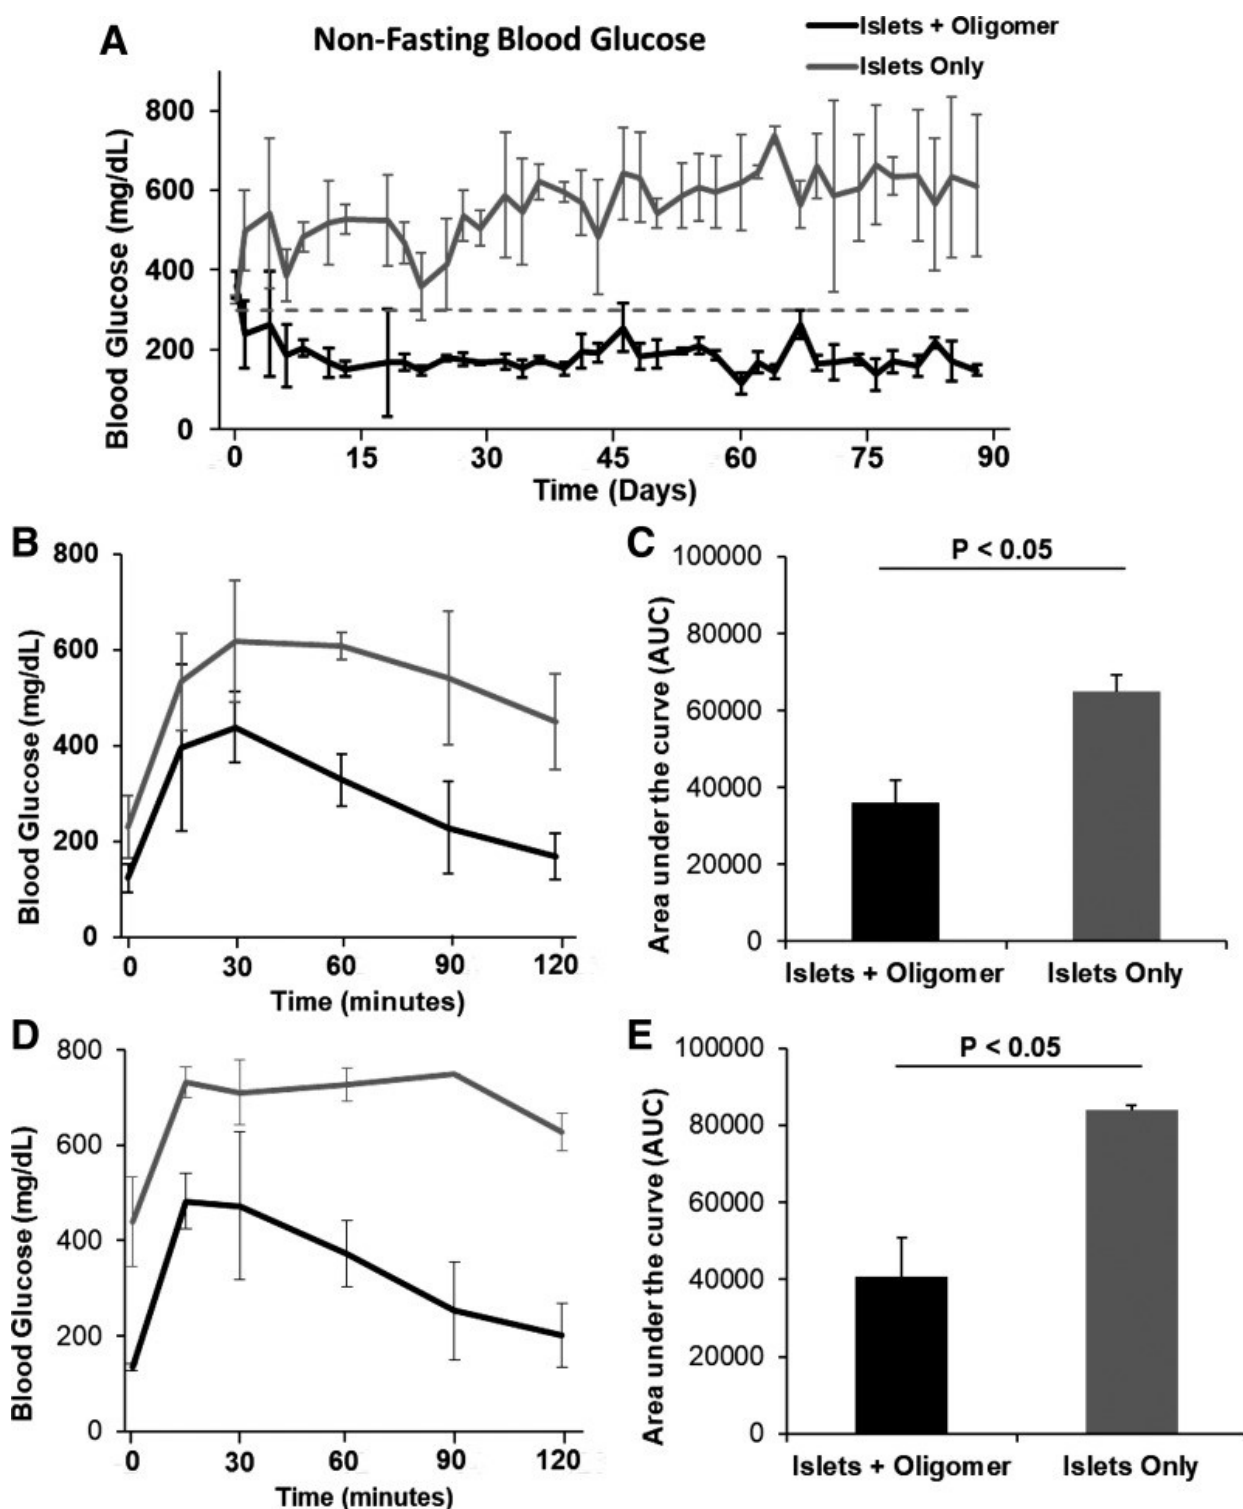 A
Non-Fasting Blood Glucose
Islets + Oligomer
Islets Only
Blood Glucose (mg/dL)
800
600
400
200
0
0 15 30 45 60 75 90
Time (Days)
B
Blood Glucose (mg/dL)
800
600
400
200
0
0 30 60 90 120
Time (minutes)
C
P < 0.05
Area under the curve (AUC)
100000
80000
60000
40000
20000
0
Islets + Oligomer Islets Only
D
Blood Glucose (mg/dL)
800
600
400
200
0
0 30 60 90 120
Time (minutes)
E
P < 0.05
Area under the curve (AUC)
100000
80000
60000
40000
20000
0
Islets + Oligomer Islets Only